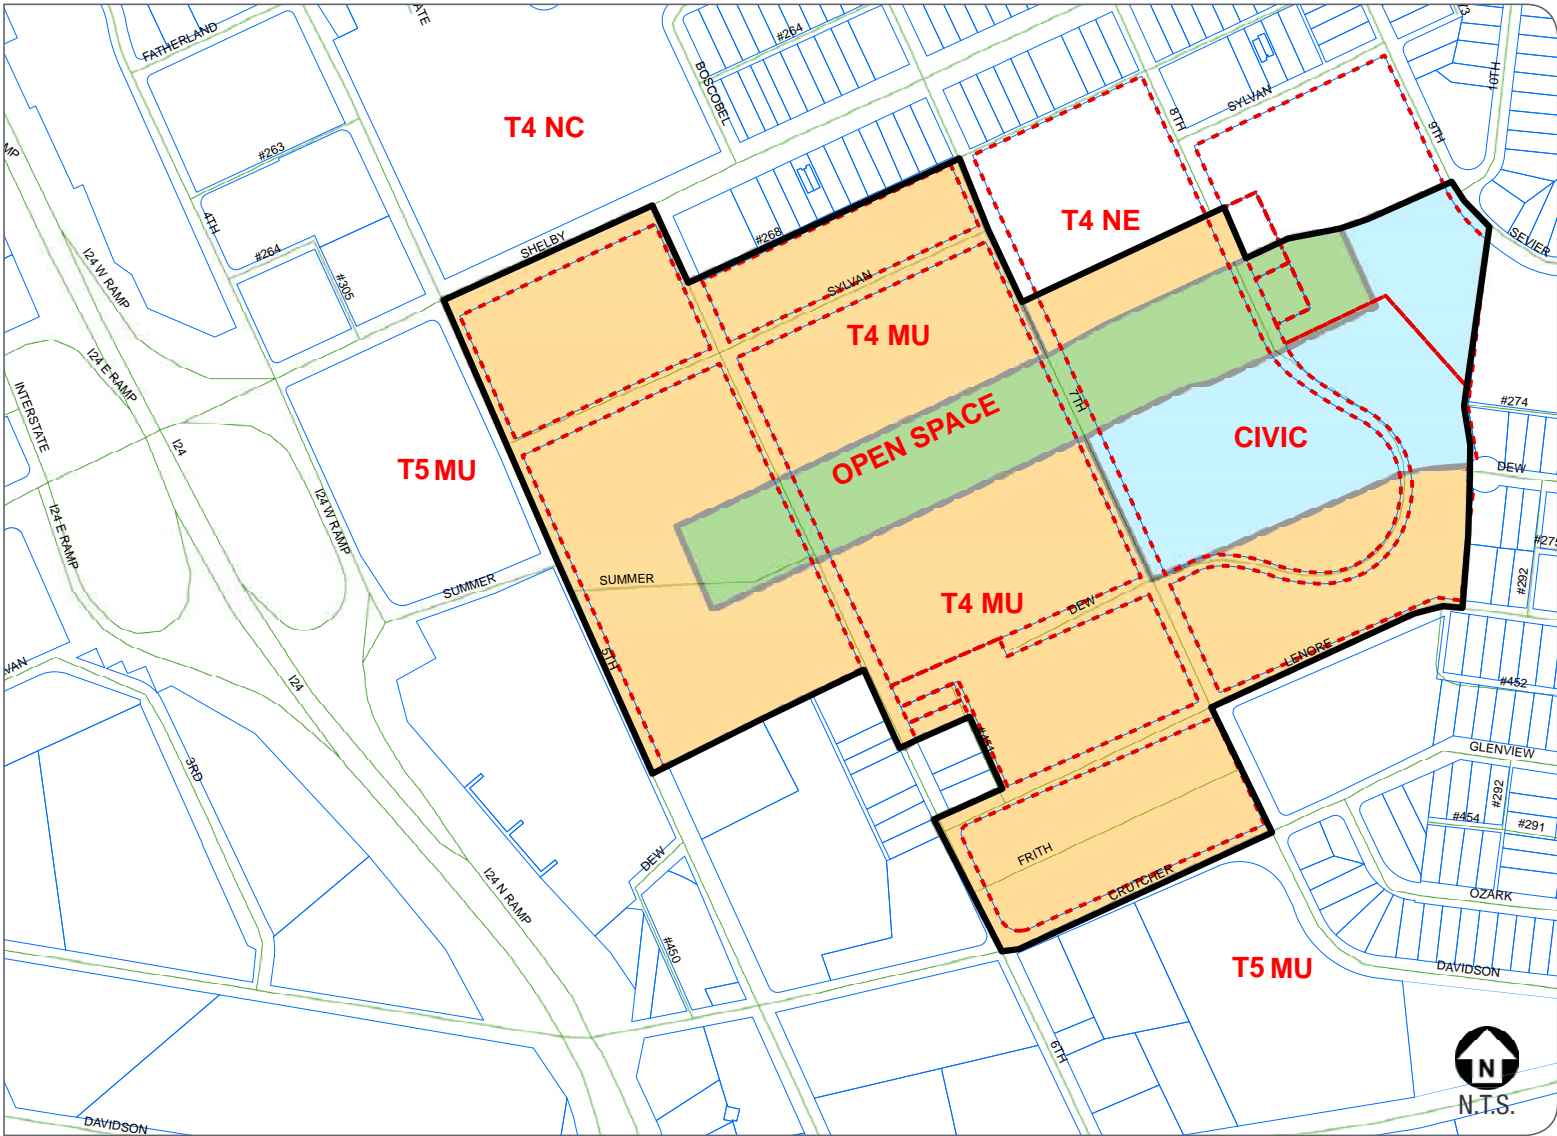 FATHERLAND
#264
#263
4TH
#264
#305
I24 W RAMP
I24 E RAMP
INTERSTATE
I24
I24 E RAMP
I24 W RAMP
BOSCOBEL
T4 NC
SHELBY
#268
SYLVAN
8TH
SYLVAN
9TH
10TH
SEVIER
T4 NE
T4 MU
OPEN SPACE
7TH
CIVIC
#274
DEW
#292
T5 MU
SUMMER
SUMMER
5TH
T4 MU
DEW
LENORE
#452
#451
FRITH
CRUTCHER
GLENVIEW
#292
#454
#291
OZARK
DAVIDSON
T5 MU
I24
3RD
I24 N RAMP
DEW
#450
6TH
DAVIDSON
N
N.T.S.